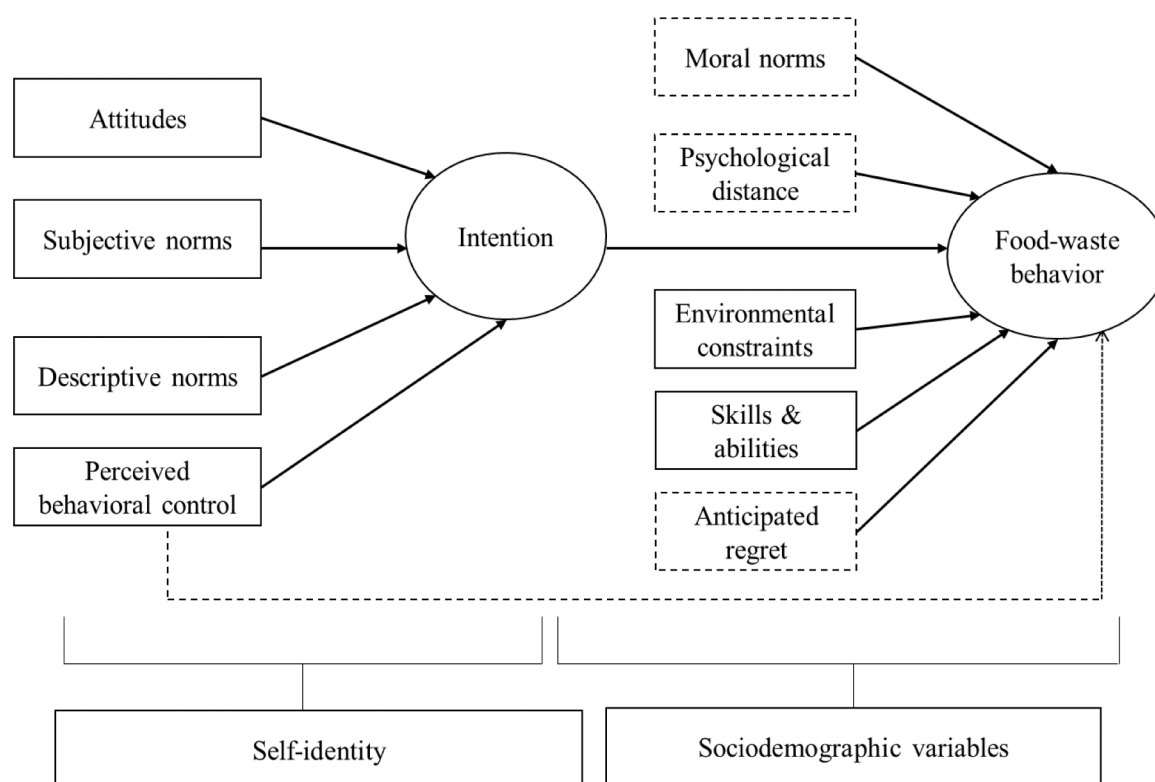 Attitudes
Subjective norms
Descriptive norms
Perceived
behavioral control
Intention
Moral norms
Psychological
distance
Environmental
constraints
Skills &
abilities
Anticipated
regret
Food-waste
behavior
Self-identity
Sociodemographic variables